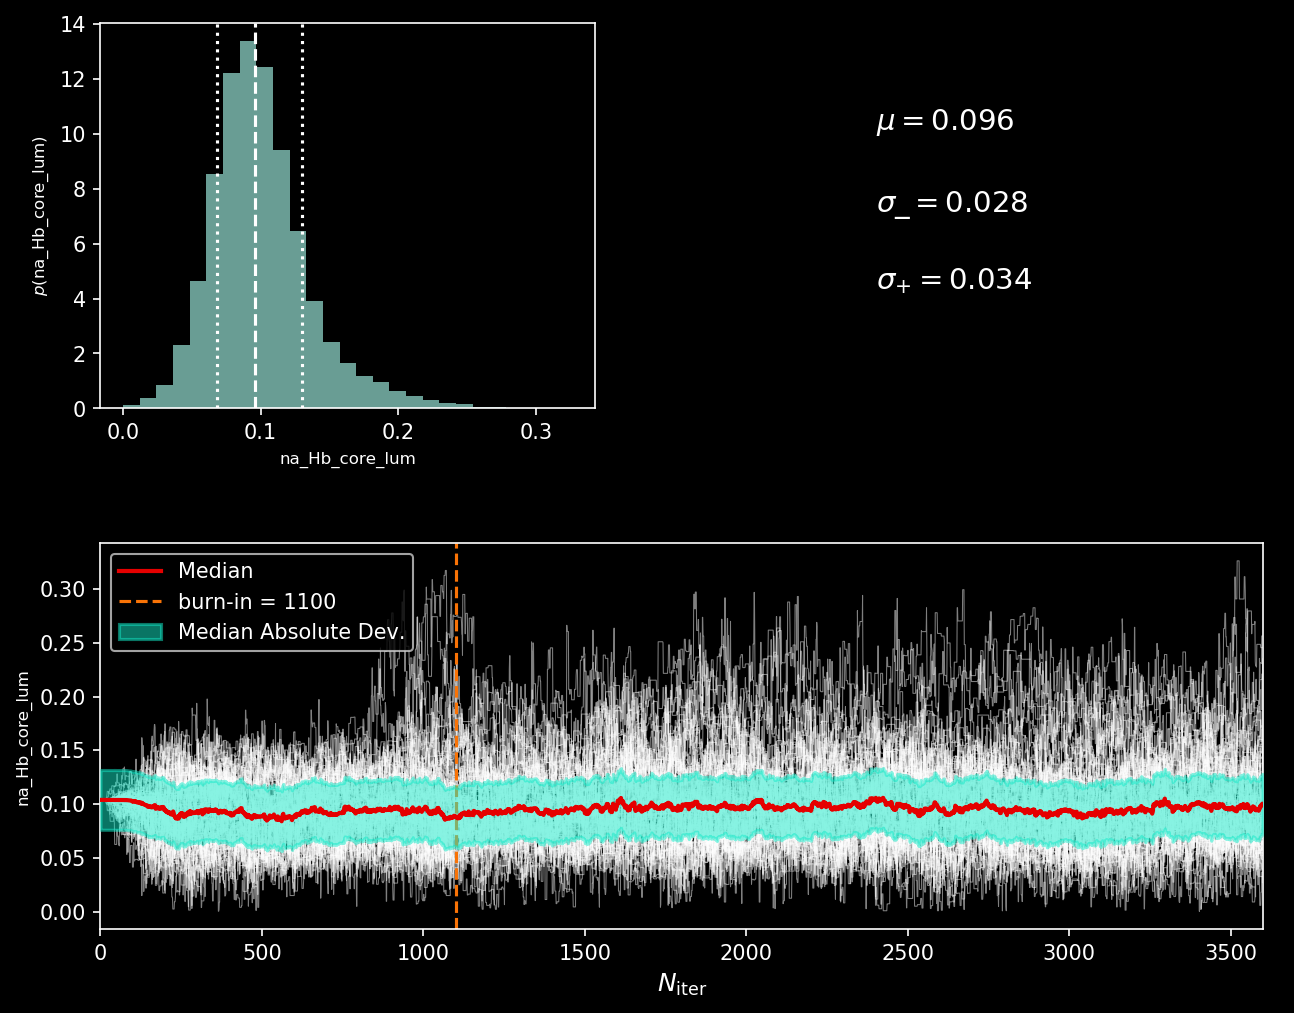 14
12
10
8
6
4
2
0
p(na_Hb_core_lum)
0.0 0.1 0.2 0.3
na_Hb_core_lum
μ = 0.096
σ₋ = 0.028
σ₊ = 0.034
Median
burn-in = 1100
Median Absolute Dev.
0.30
0.25
0.20
0.15
0.10
0.05
0.00
na_Hb_core_lum
0 500 1000 1500 2000 2500 3000 3500
N_iter